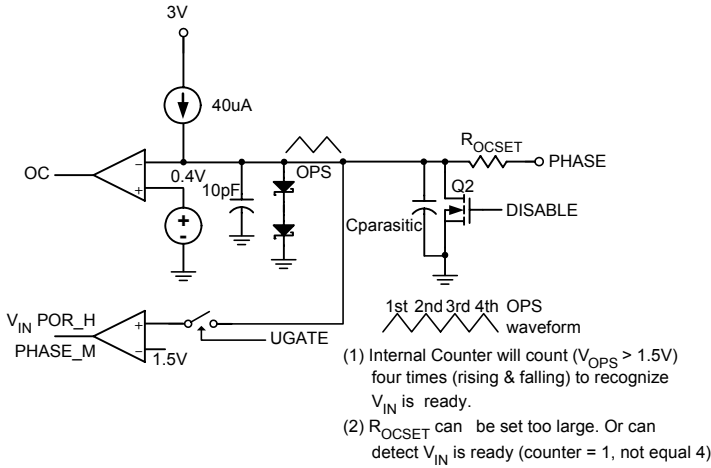 3V
40uA
R_OCSET
PHASE
OC
−
+
0.4V
10pF
OPS
Q2
Cparasitic
DISABLE
+
-
V_IN POR_H
PHASE_M
+
−
1.5V
UGATE
1st 2nd 3rd 4th OPS
waveform
(1) Internal Counter will count (V_OPS > 1.5V)
four times (rising & falling) to recognize
V_IN is ready.
(2) R_OCSET can be set too large. Or can
detect V_IN is ready (counter = 1, not equal 4)